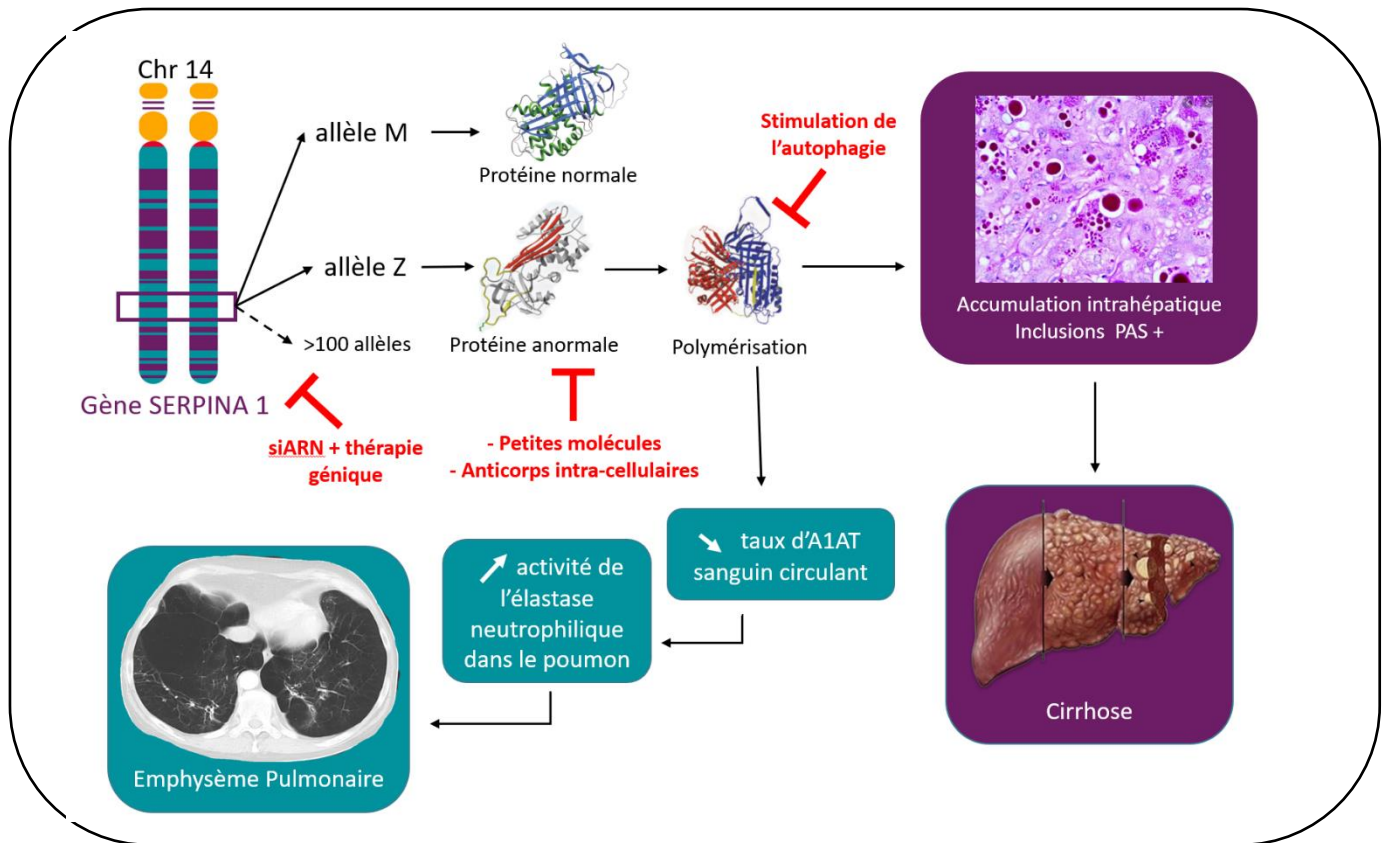 Chr 14
allèle M
Protéine normale
allèle Z
Protéine anormale
>100 allèles
Gène SERPINA 1
siARN + thérapie
génique
- Petites molécules
- Anticorps intra-cellulaires
Stimulation de
l’autophagie
Polymérisation
Accumulation intrahépatique
Inclusions PAS +
Cirrhose
taux d’A1AT
sanguin circulant
activité de
l’élastase
neutrophilique
dans le poumon
Emphysème Pulmonaire